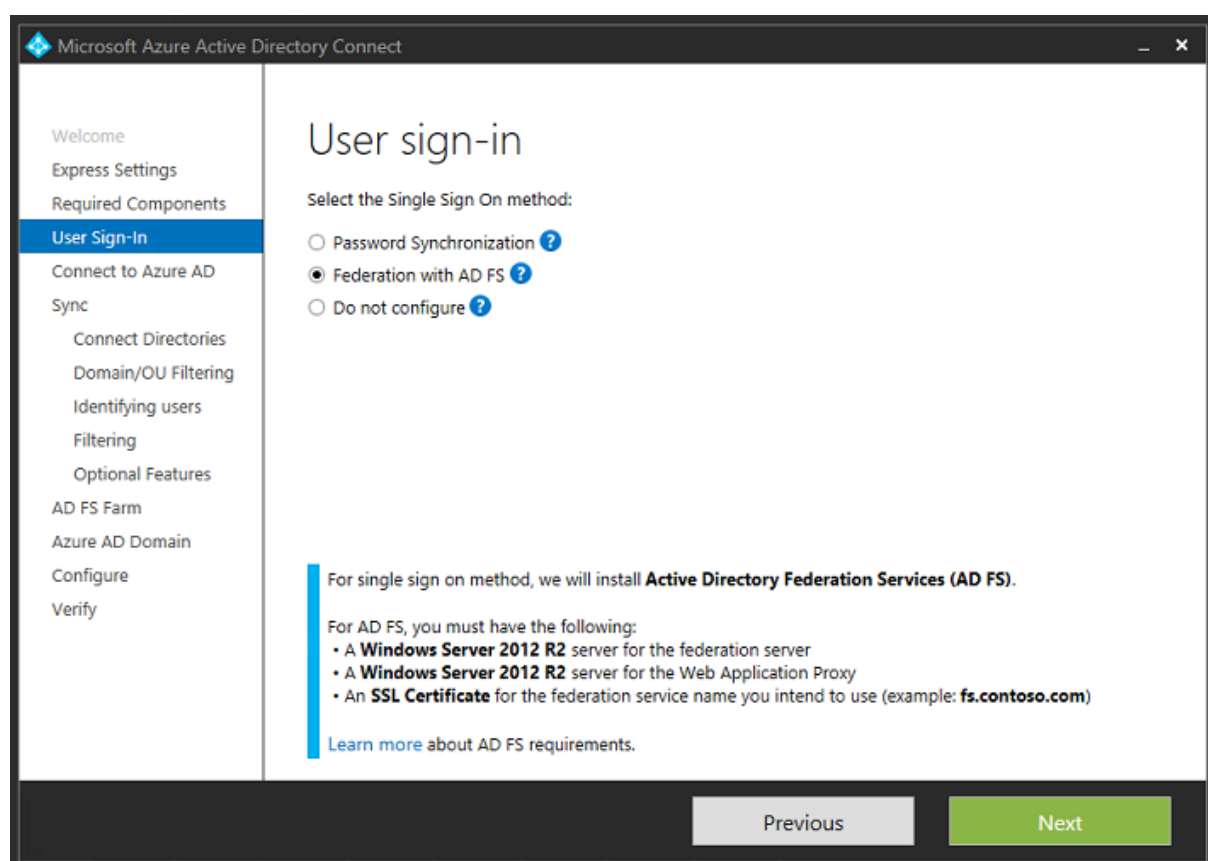 Microsoft Azure Active Directory Connect
Welcome
Express Settings
Required Components
User Sign-In
Connect to Azure AD
Sync
Connect Directories
Domain/OU Filtering
Identifying users
Filtering
Optional Features
AD FS Farm
Azure AD Domain
Configure
Verify
User sign-in
Select the Single Sign On method:
Password Synchronization ?
Federation with AD FS ?
Do not configure ?
For single sign on method, we will install Active Directory Federation Services (AD FS).
For AD FS, you must have the following:
• A Windows Server 2012 R2 server for the federation server
• A Windows Server 2012 R2 server for the Web Application Proxy
• An SSL Certificate for the federation service name you intend to use (example: fs.contoso.com)
Learn more about AD FS requirements.
Previous
Next